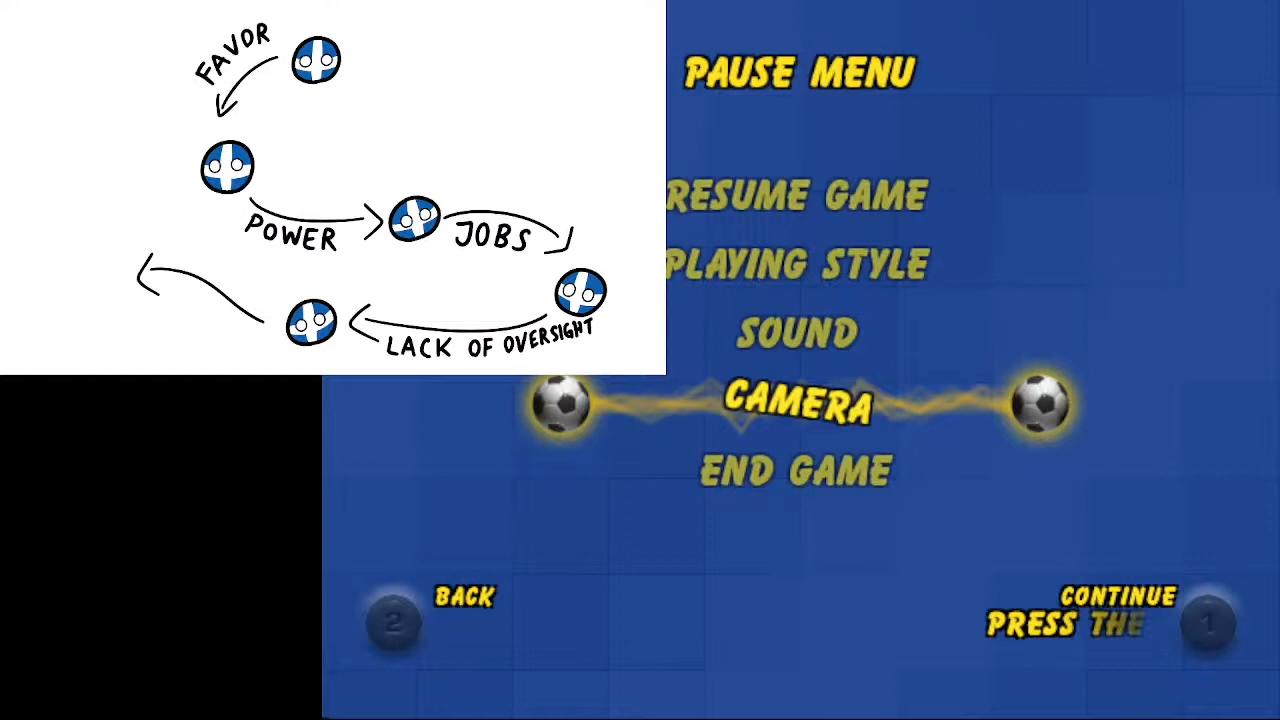 FAVOR
POWER
JOBS
LACK OF OVERSIGHT
PAUSE MENU
RESUME GAME
PLAYING STYLE
SOUND
CAMERA
END GAME
2
BACK
CONTINUE
PRESS THE
1